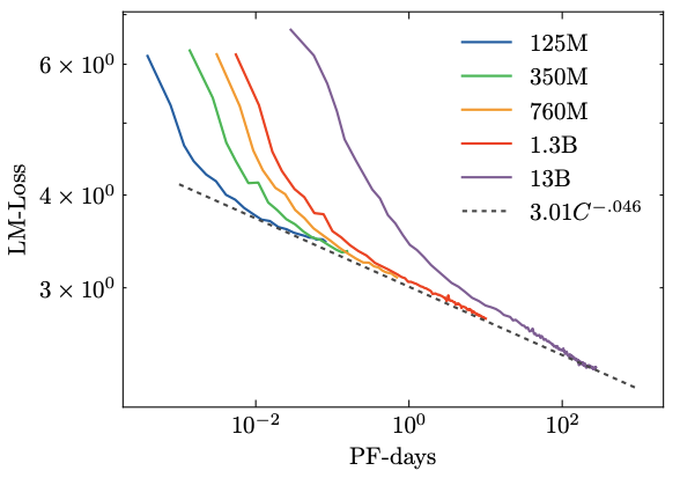 6 × 10⁰
4 × 10⁰
3 × 10⁰
LM-Loss
10⁻²
10⁰
10²
PF-days
125M
350M
760M
1.3B
13B
3.01C⁻·⁰⁴⁶